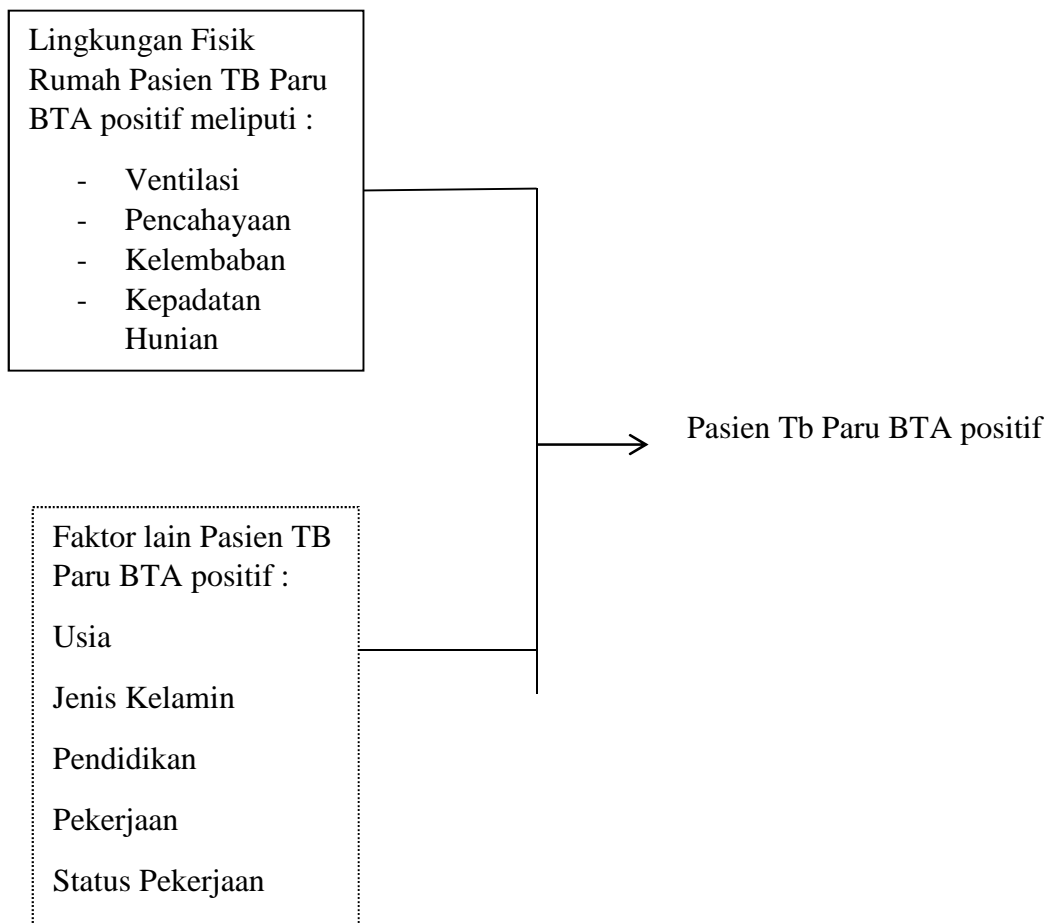 Lingkungan Fisik
Rumah Pasien TB Paru
BTA positif meliputi :
- Ventilasi
- Pencahayaan
- Kelembaban
- Kepadatan
Hunian
Pasien Tb Paru BTA positif
Faktor lain Pasien TB
Paru BTA positif :
Usia
Jenis Kelamin
Pendidikan
Pekerjaan
Status Pekerjaan